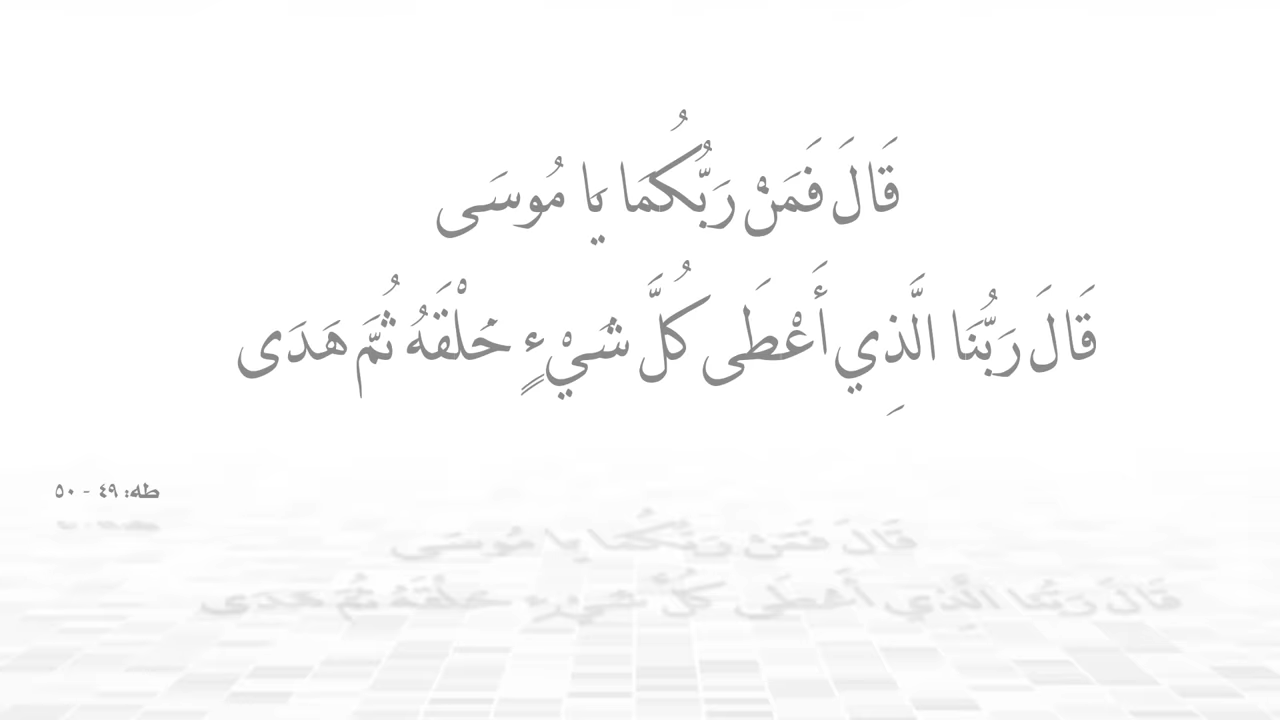 قَالَ فَمَنْ رَبُّكُمَا يَا مُوسَى
قَالَ رَبُّنَا الَّذِي أَعْطَى كُلَّ شَيْءٍ خَلْقَهُ ثُمَّ هَدَى
طه: ٤٩ - ٥٠